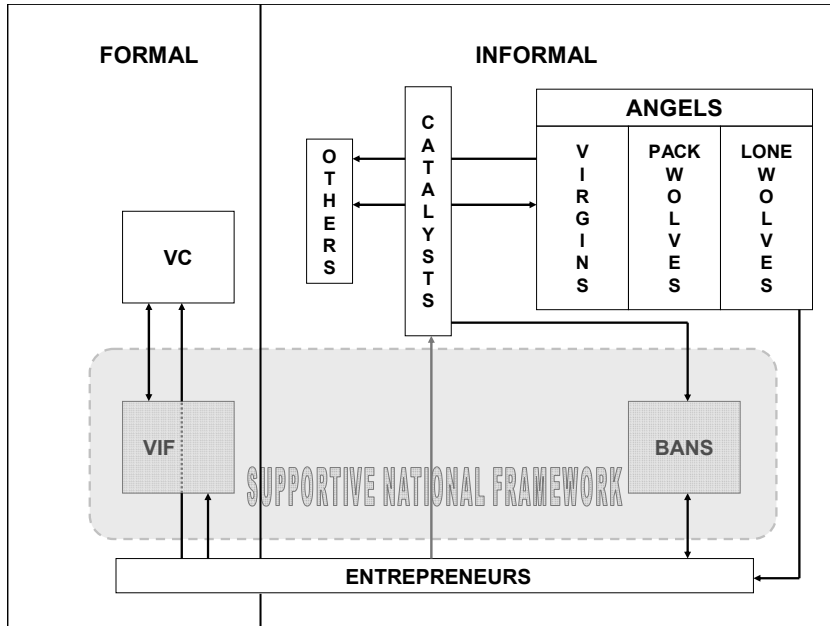 FORMAL
INFORMAL
ANGELS
CATALYSTS
OTHERS
VIRGINS
PACK WOLVES
LONE WOLVES
VC
VIF
BANS
SUPPORTIVE NATIONAL FRAMEWORK
ENTREPRENEURS